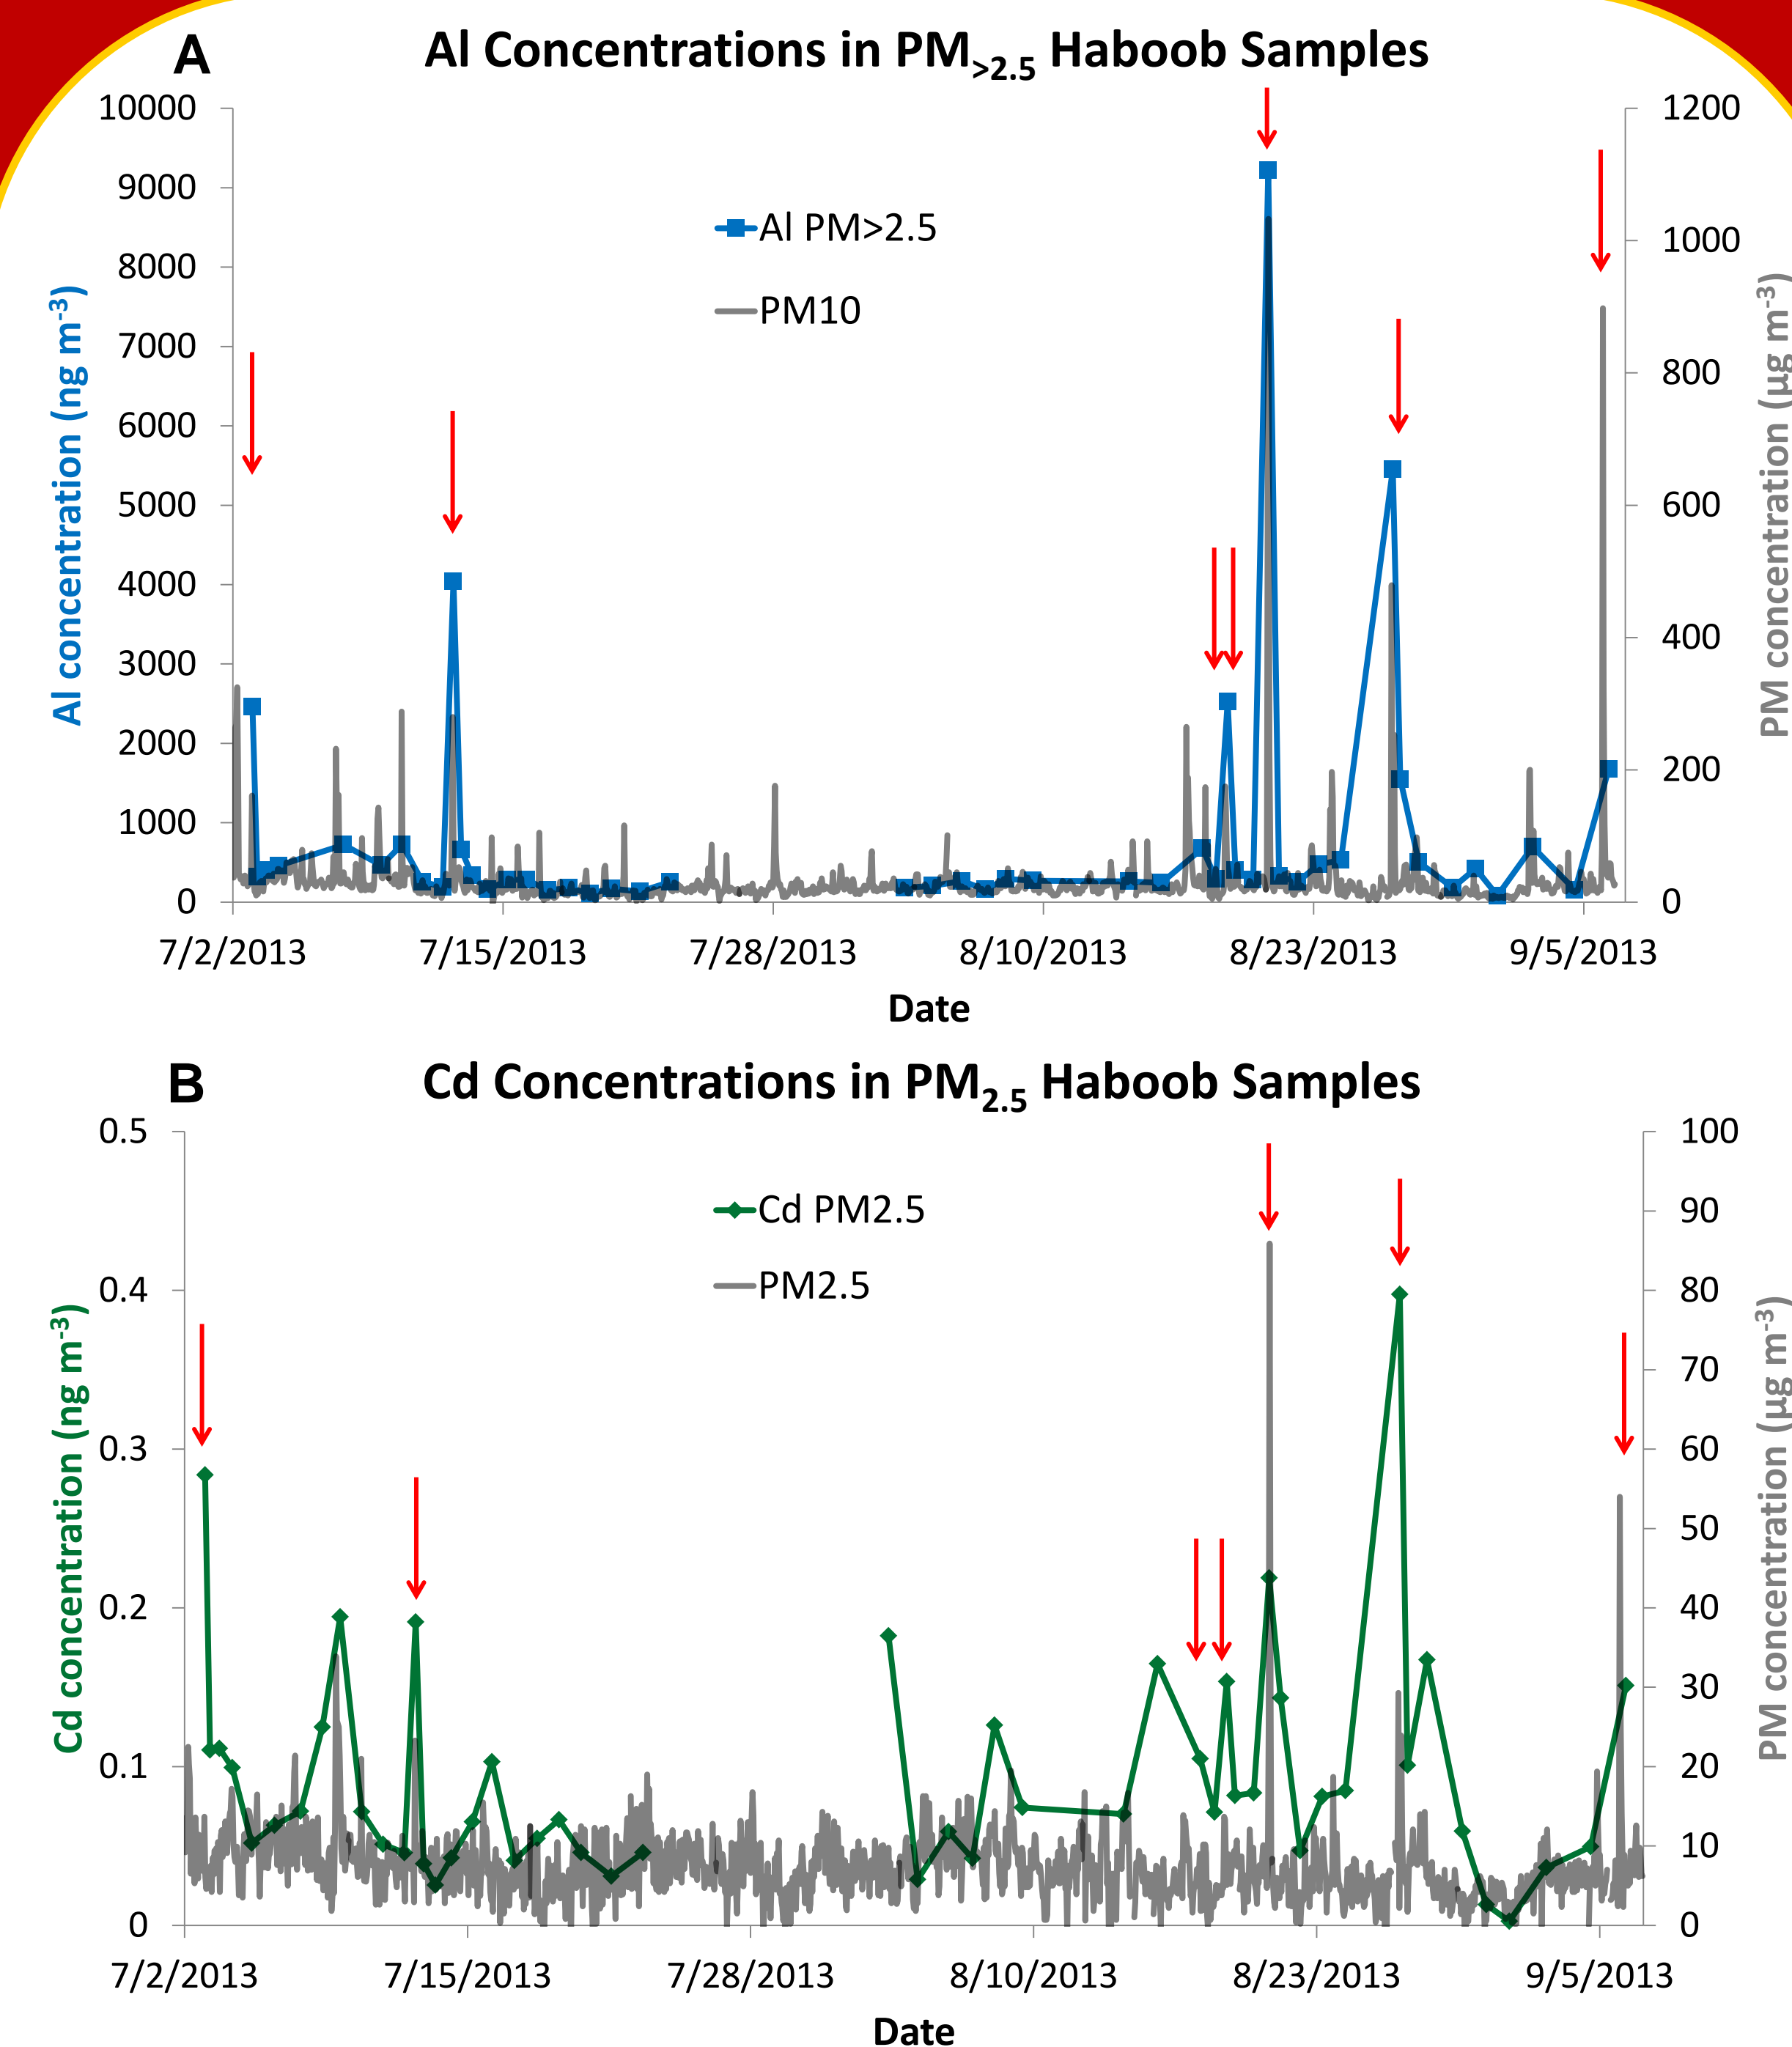 A
Al Concentrations in PM>2.5 Haboob Samples
10000
9000
8000
7000
6000
5000
4000
3000
2000
1000
0
Al concentration (ng m-3)
1200
1000
800
600
400
200
0
PM concentration (µg m-3)
Al PM>2.5
PM10
7/2/2013 7/15/2013 7/28/2013 8/10/2013 8/23/2013 9/5/2013
Date
B
Cd Concentrations in PM2.5 Haboob Samples
0.5
0.4
0.3
0.2
0.1
0
Cd concentration (ng m-3)
100
90
80
70
60
50
40
30
20
10
0
PM concentration (µg m-3)
Cd PM2.5
PM2.5
7/2/2013 7/15/2013 7/28/2013 8/10/2013 8/23/2013 9/5/2013
Date